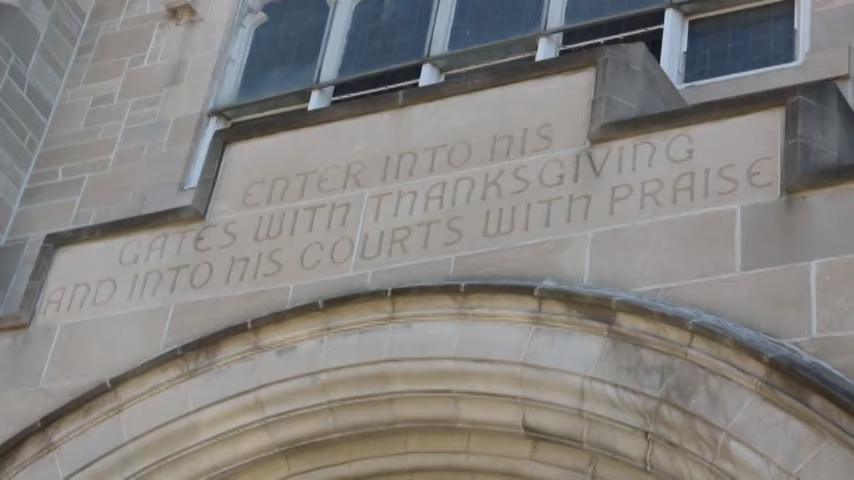 ENTER INTO HIS
GATES WITH THANKSGIVING
AND INTO HIS COURTS WITH PRAISE